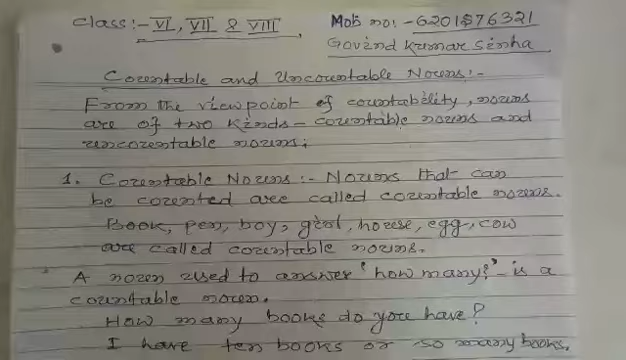 Class:- VI, VII & VIII
Mob no:- 6201576321
Govind Kumar Sinha
Countable and Uncountable Nouns:-
From the viewpoint of countability, nouns
are of two kinds - countable nouns and
uncountable nouns:
1. Countable Nouns:- Nouns that can
be counted are called countable nouns.
Book, pen, boy, girl, house, egg, cow
are called countable nouns.
A noun used to answer 'how many?' - is a
countable noun.
How many books do you have?
I have ten books or so many books.